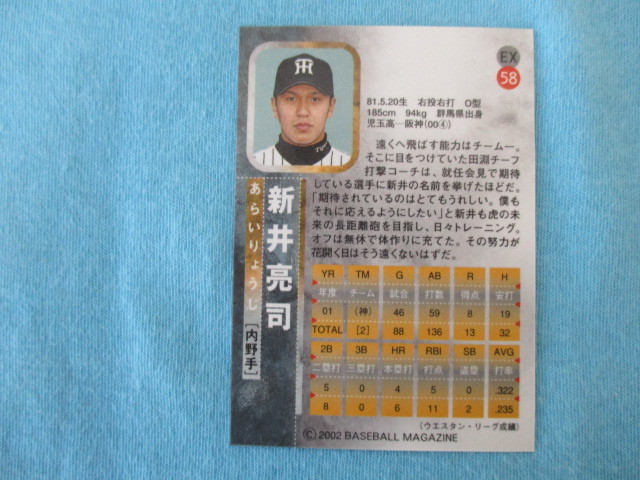 EX
58
81.5.20生 右投右打 O型
185cm 94kg 群馬県出身
児玉高―阪神(00④)
遠くへ飛ばす能力はチーム一。
そこに目をつけていた田淵チーフ
打撃コーチは、就任会見で期待
している選手に新井の名前を挙げたほどだ。
「期待されているのはとてもうれしい。僕も
それに応えるようにしたい」と新井も虎の未
来の長距離砲を目指し、日々トレーニング。
オフは無休で体作りに充てた。その努力が
花開く日はそう遠くないはずだ。
新井亮司
あらいりょうじ
[内野手]
YR TM G AB R H
年度 チーム 試合 打数 得点 安打
01 (神) 46 59 8 19
TOTAL [2] 88 136 13 32
2B 3B HR RBI SB AVG
二塁打 三塁打 本塁打 打点 盗塁 打率
5 0 4 5 0 .322
8 0 6 11 2 .235
(ウエスタン・リーグ成績)
©2002 BASEBALL MAGAZINE